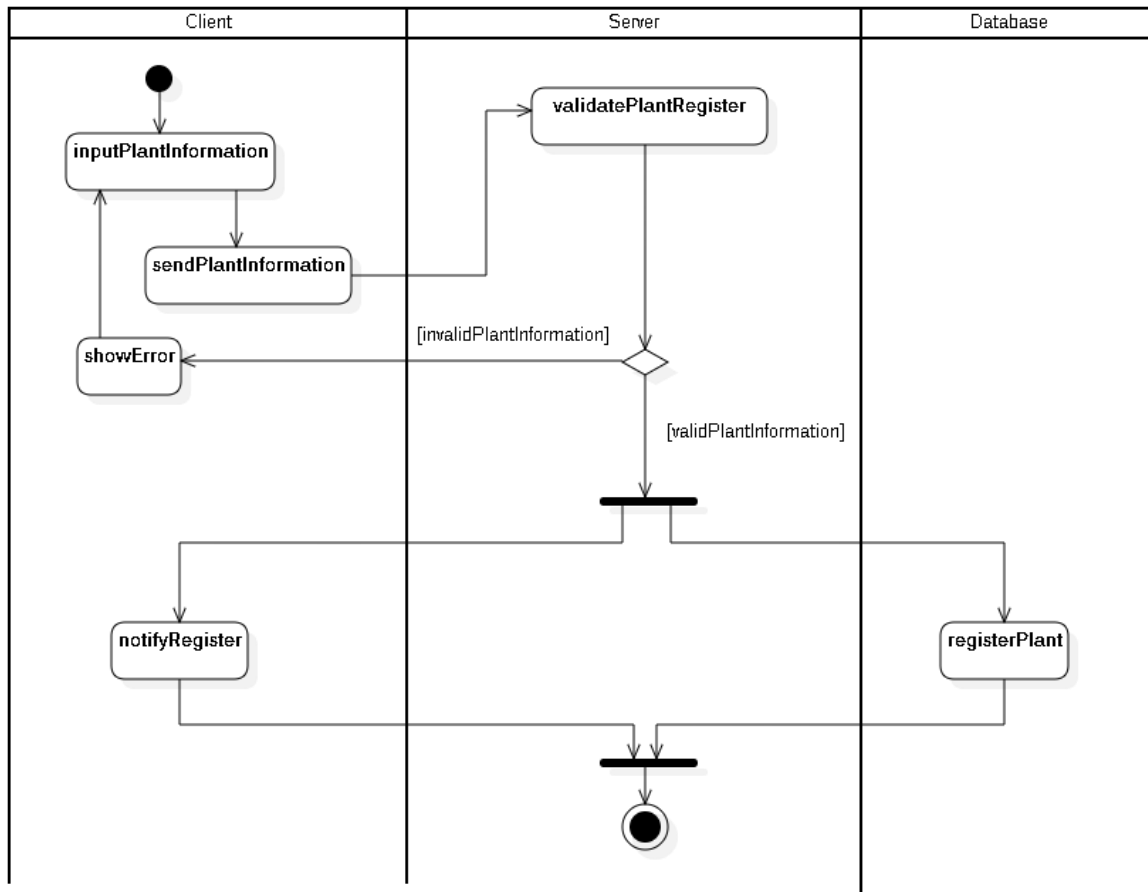 Client
Server
Database
validatePlantRegister
inputPlantInformation
sendPlantInformation
[invalidPlantInformation]
showError
[validPlantInformation]
notifyRegister
registerPlant